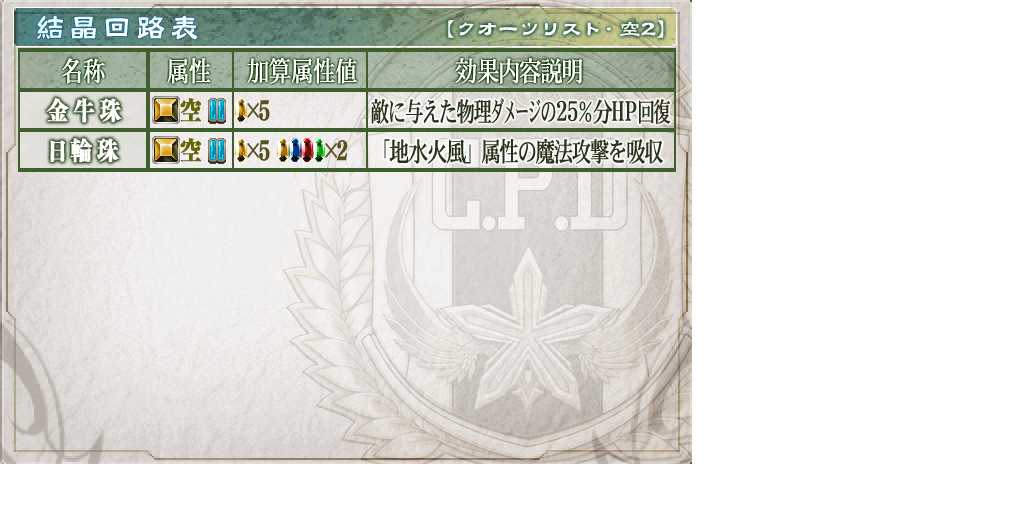 結晶回路表 【クオーツリスト・空2】
名称 属性 加算属性値 効果内容説明
金牛珠 空 ×5 敵に与えた物理ダメージの25%分HP回復
日輪珠 空 ×5 ×2 「地水火風」属性の魔法攻撃を吸収
C.P.D